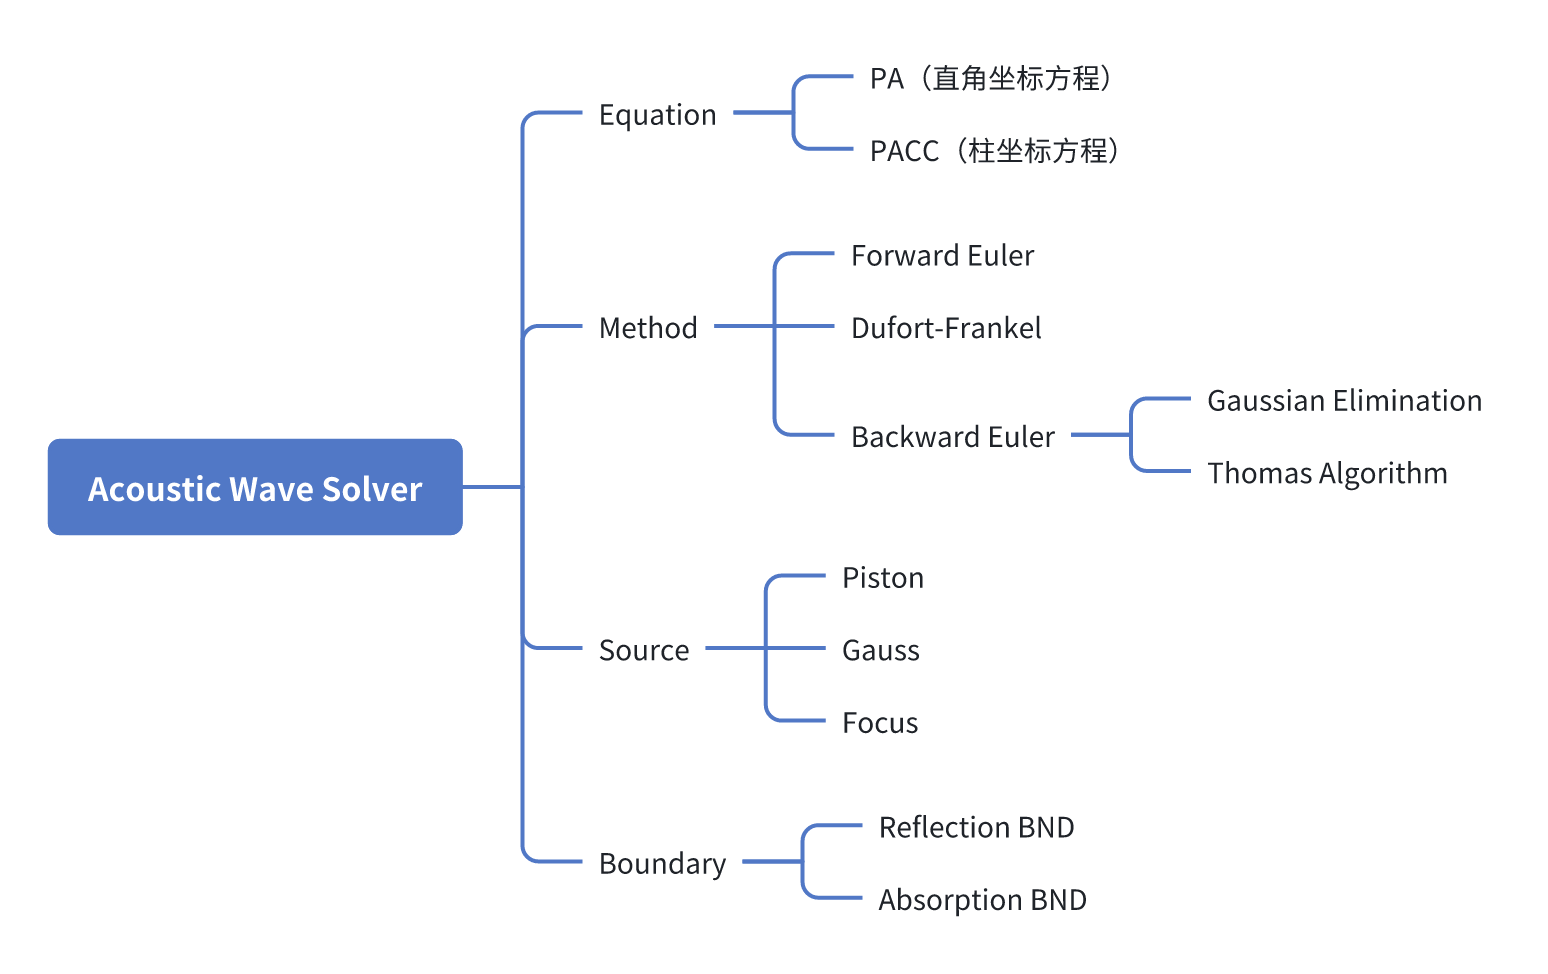 Acoustic Wave Solver
Equation
PA（直角坐标方程）
PACC（柱坐标方程）
Method
Forward Euler
Dufort-Frankel
Backward Euler
Gaussian Elimination
Thomas Algorithm
Source
Piston
Gauss
Focus
Boundary
Reflection BND
Absorption BND